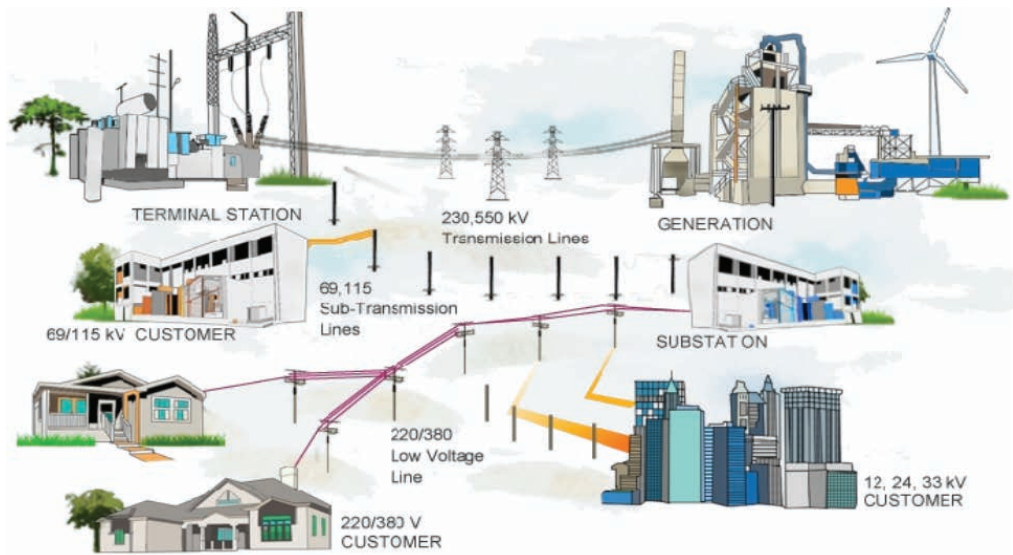 TERMINAL STATION
230,550 kV
Transmission Lines
GENERATION
69,115
Sub-Transmission
Lines
69/115 kV CUSTOMER
SUBSTAT ON
220/380
Low Voltage
Line
12, 24, 33 kV
CUSTOMER
220/380 V
CUSTOMER